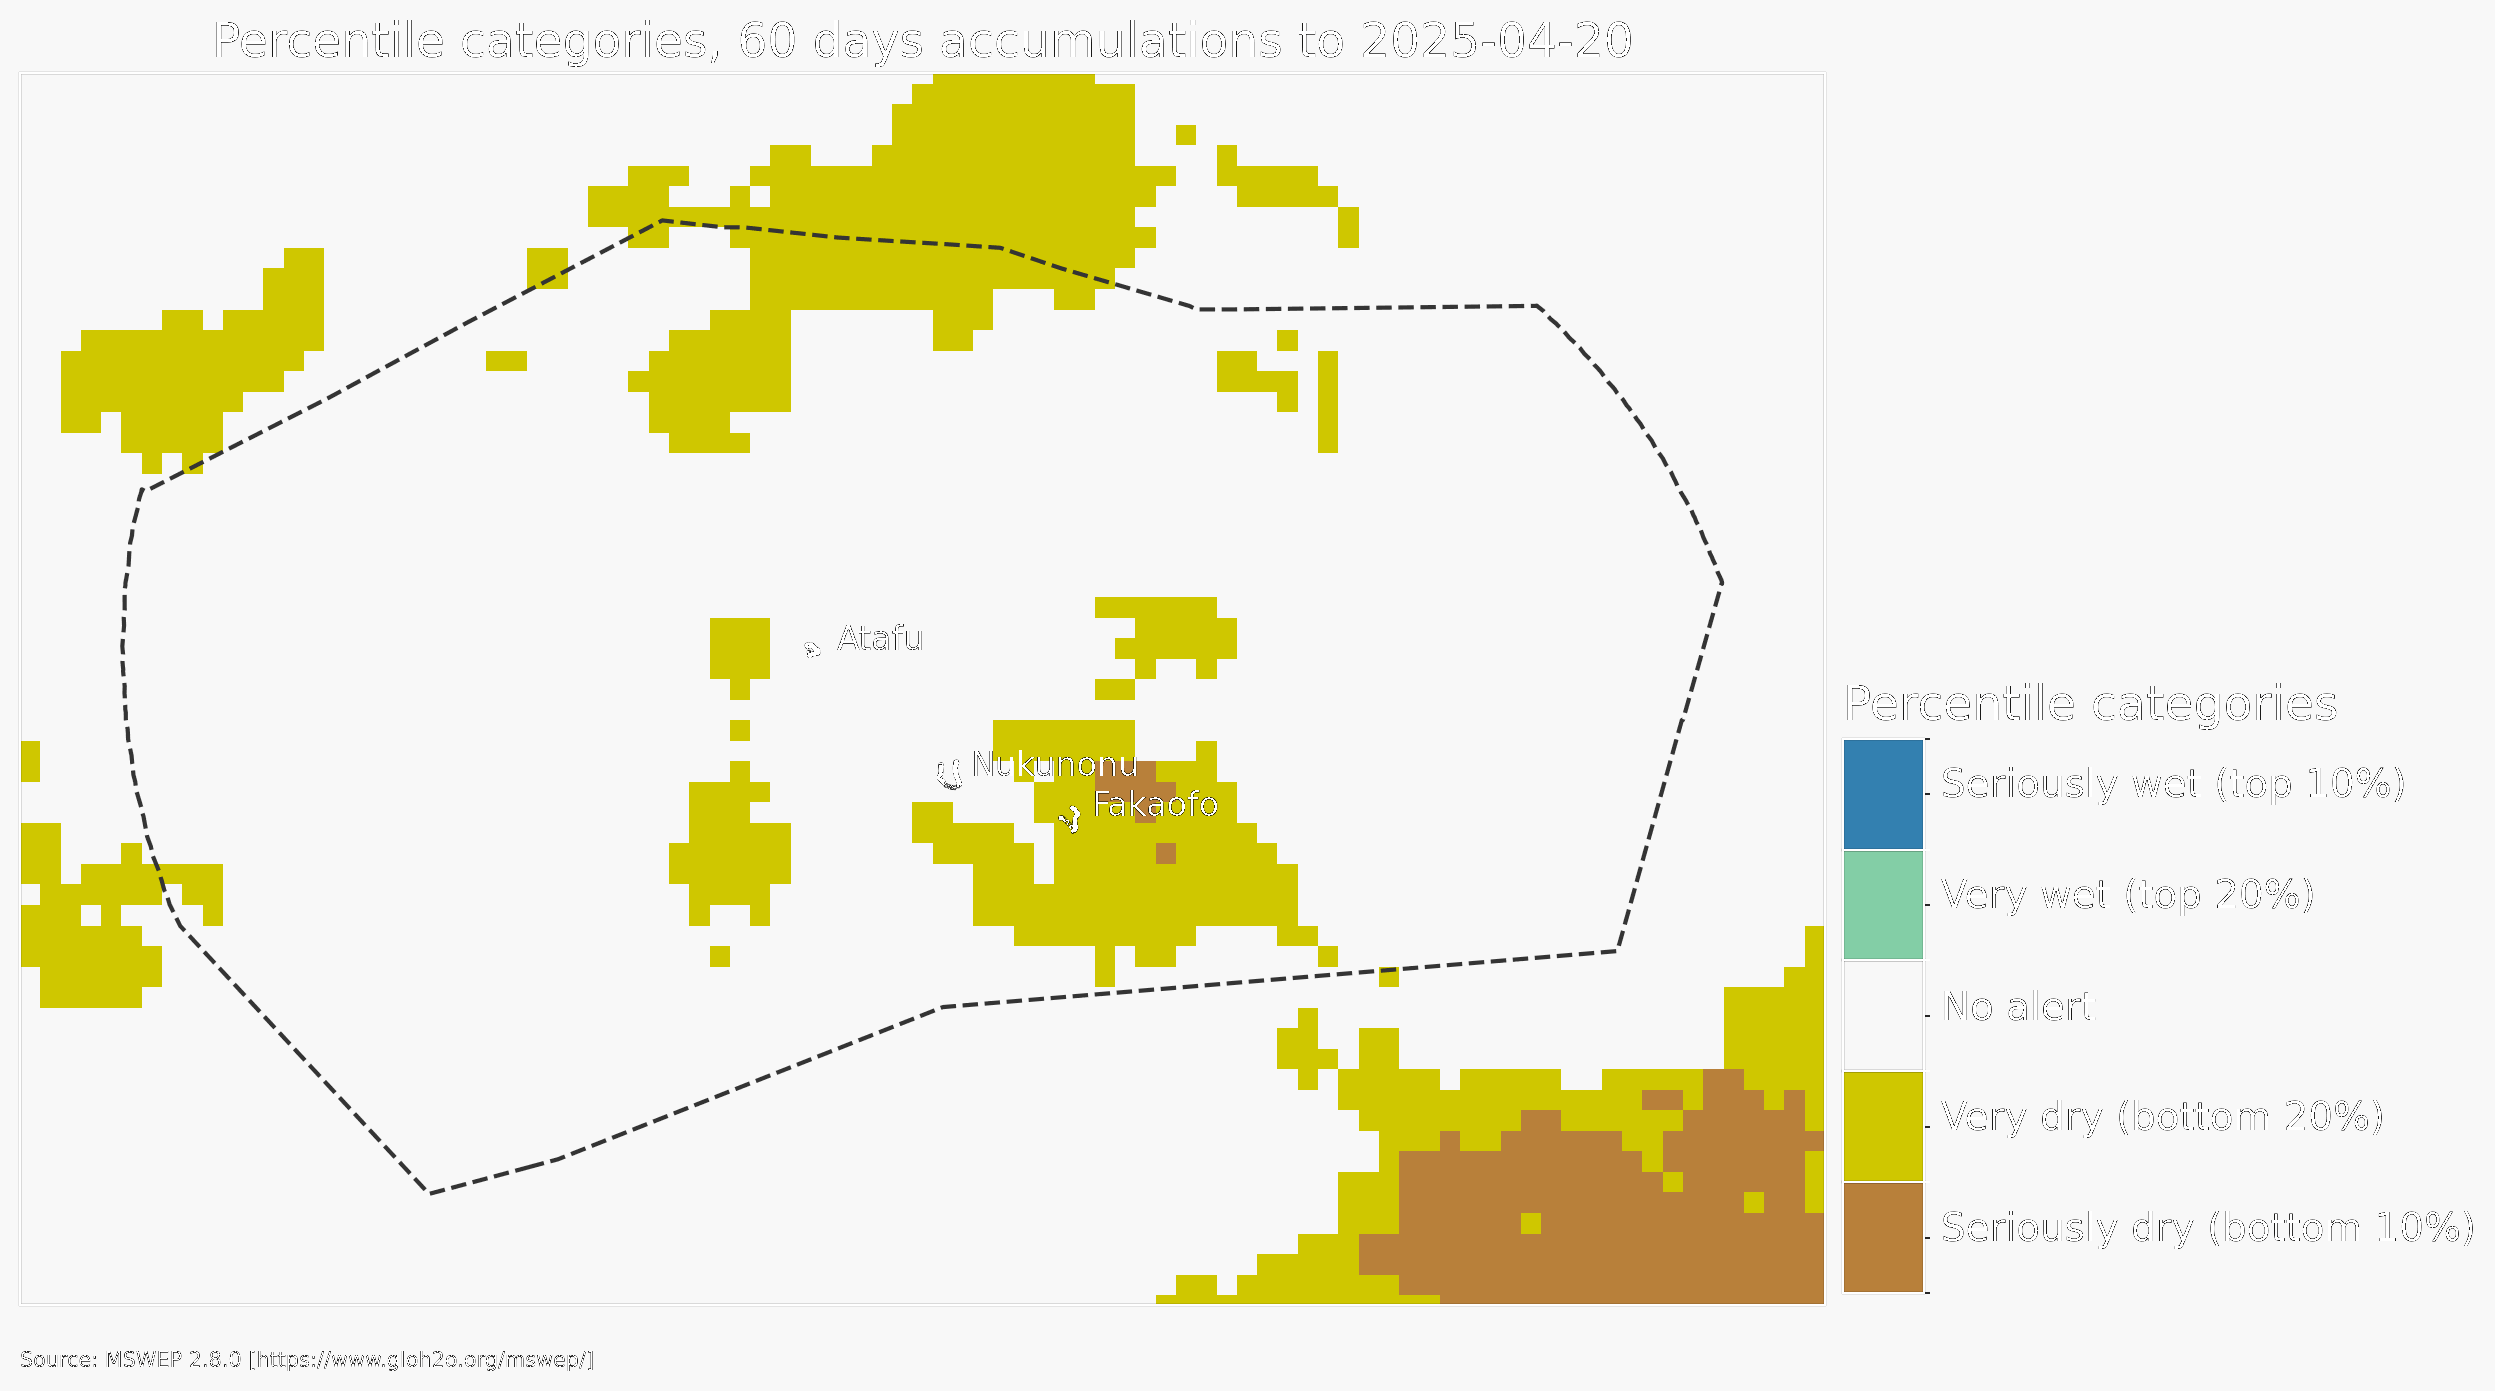 Percentile categories, 60 days accumulations to 2025-04-20
Atafu
Nukunonu
Fakaofo
Percentile categories
Seriously wet (top 10%)
Very wet (top 20%)
No alert
Very dry (bottom 20%)
Seriously dry (bottom 10%)
Source: MSWEP 2.8.0 [https://www.gloh2o.org/mswep/]